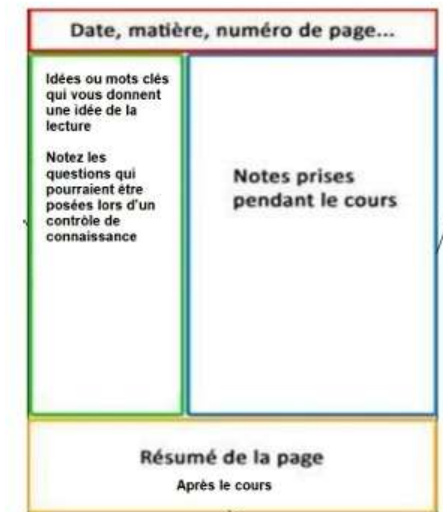 Date, matière, numéro de page...
Idées ou mots clés
qui vous donnent
une idée de la
lecture
Notez les
questions qui
pourraient être
posées lors d'un
contrôle de
connaissance
Notes prises
pendant le cours
Résumé de la page
Après le cours